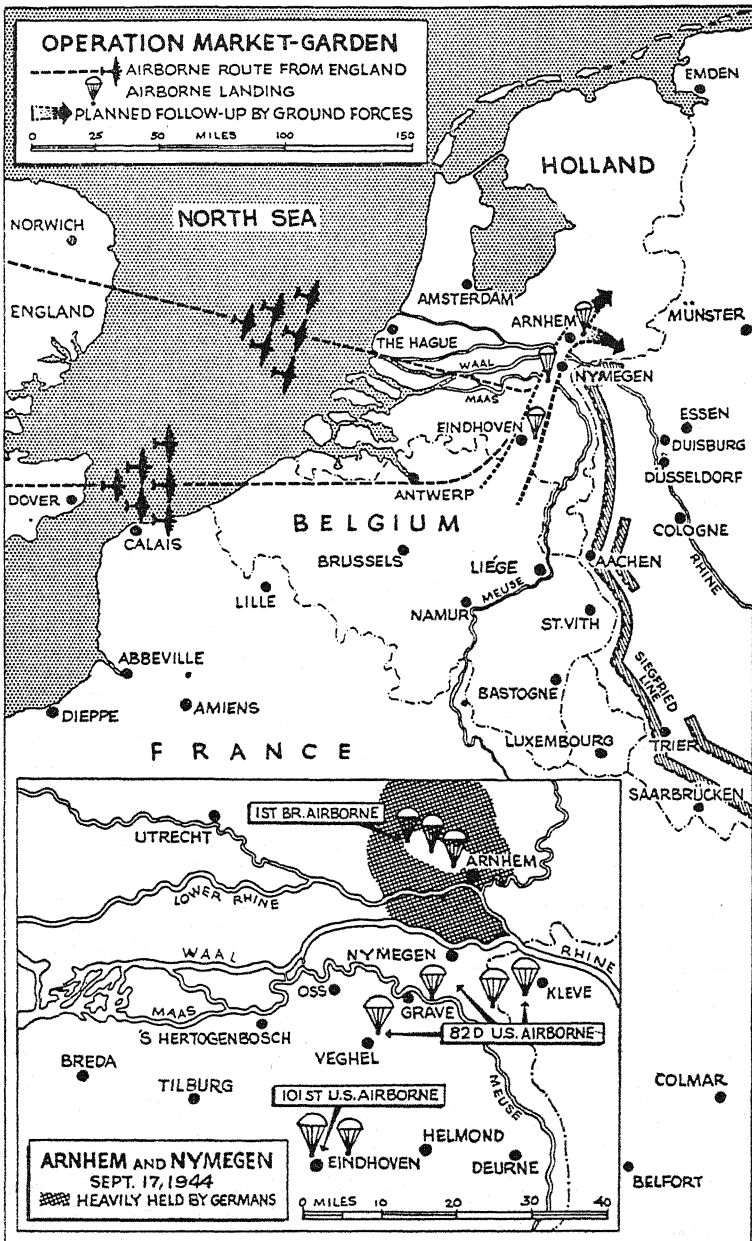 OPERATION MARKET-GARDEN
AIRBORNE ROUTE FROM ENGLAND
AIRBORNE LANDING
PLANNED FOLLOW-UP BY GROUND FORCES
0 25 50 MILES 100 150
EMDEN
HOLLAND
NORTH SEA
NORWICH
ENGLAND
AMSTERDAM
ARNHEM
MÜNSTER
THE HAGUE
WAAL
MAAS
NYMEGEN
ESSEN
EINDHOVEN
DUISBURG
DÜSSELDORF
ANTWERP
DOVER
BELGIUM
COLOGNE
CALAIS
BRUSSELS
LIÉGE
AACHEN
RHINE
MEUSE
LILLE
NAMUR
ST.VITH
ABBEVILLE
SIEGFRIED
LINE
BASTOGNE
DIEPPE
AMIENS
LUXEMBOURG
TRIER
FRANCE
SAARBRÜCKEN
1ST BR. AIRBORNE
UTRECHT
ARNHEM
LOWER RHINE
WAAL
NYMEGEN
RHINE
OSS
KLEVE
GRAVE
MAAS
'S HERTOGENBOSCH
82D U.S. AIRBORNE
VEGHEL
BREDA
MEUSE
TILBURG
COLMAR
101ST U.S. AIRBORNE
HELMOND
EINDHOVEN
DEURNE
BELFORT
ARNHEM AND NYMEGEN
SEPT. 17, 1944
HEAVILY HELD BY GERMANS
0 MILES 10 20 30 40